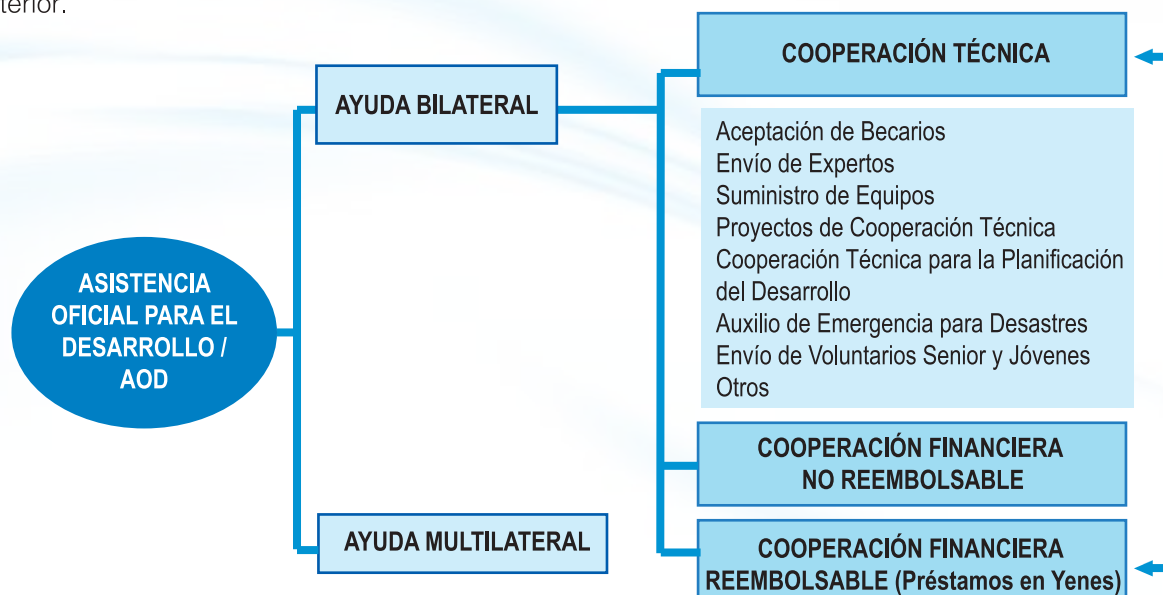 terior.
COOPERACIÓN TÉCNICA
AYUDA BILATERAL
Aceptación de Becarios
Envío de Expertos
Suministro de Equipos
Proyectos de Cooperación Técnica
Cooperación Técnica para la Planificación
del Desarrollo
Auxilio de Emergencia para Desastres
Envío de Voluntarios Senior y Jóvenes
Otros
ASISTENCIA
OFICIAL PARA EL
DESARROLLO /
AOD
COOPERACIÓN FINANCIERA
NO REEMBOLSABLE
AYUDA MULTILATERAL
COOPERACIÓN FINANCIERA
REEMBOLSABLE (Préstamos en Yenes)